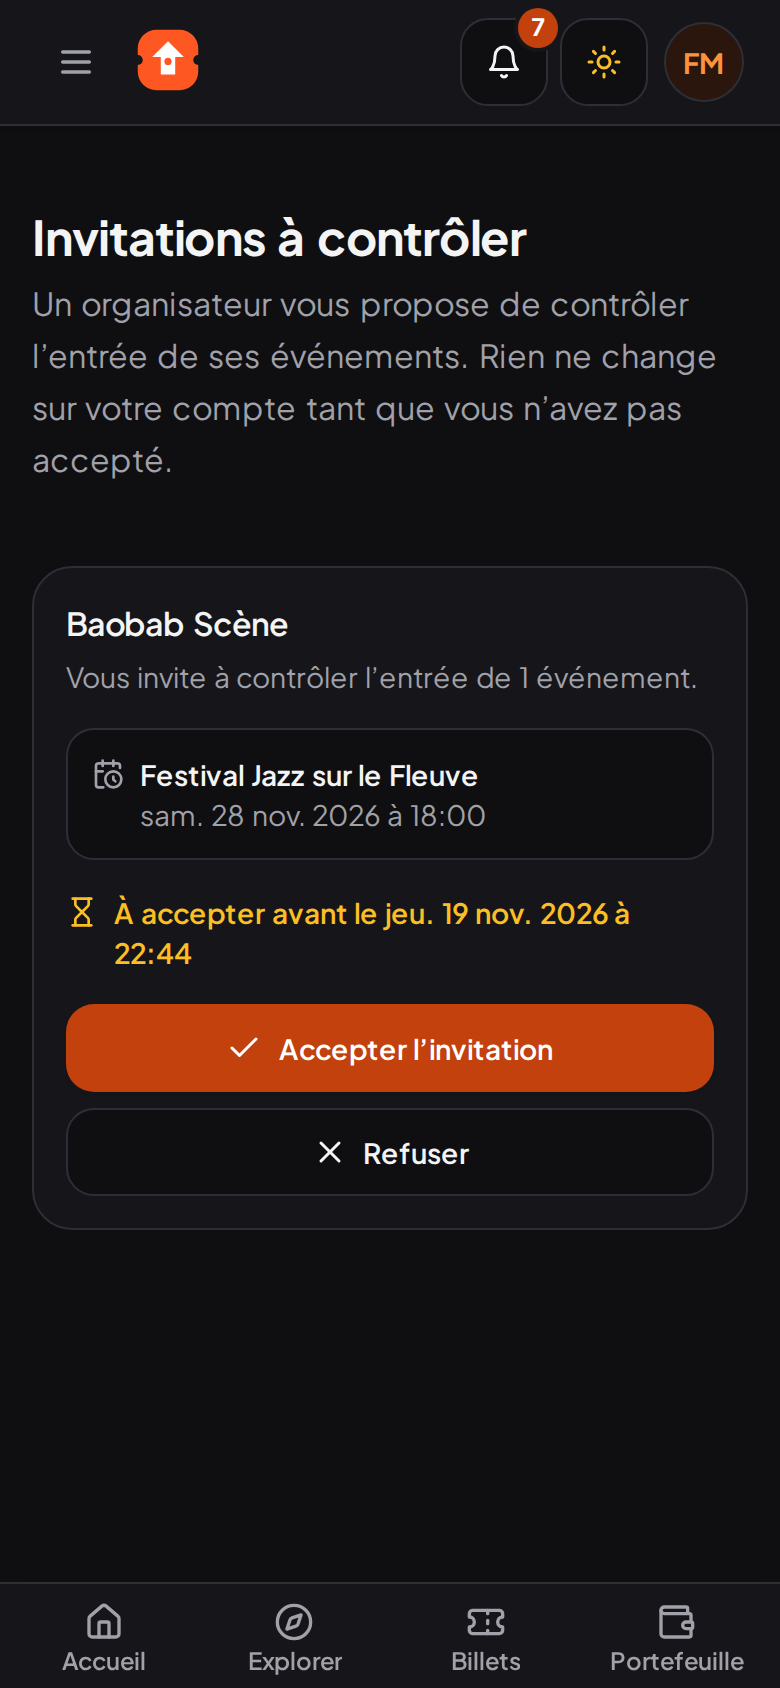 7
FM
Invitations à contrôler
Un organisateur vous propose de contrôler
l’entrée de ses événements. Rien ne change
sur votre compte tant que vous n’avez pas
accepté.
Baobab Scène
Vous invite à contrôler l’entrée de 1 événement.
Festival Jazz sur le Fleuve
sam. 28 nov. 2026 à 18:00
À accepter avant le jeu. 19 nov. 2026 à
22:44
Accepter l’invitation
Refuser
Accueil
Explorer
Billets
Portefeuille